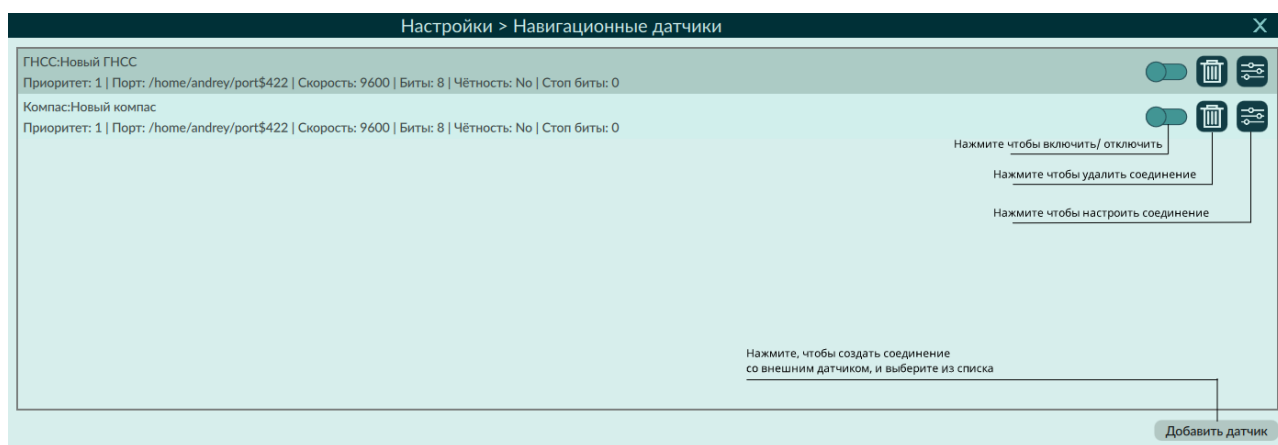 Настройки > Навигационные датчики X
ГНСС:Новый ГНСС
Приоритет: 1 | Порт: /home/andrey/port$422 | Скорость: 9600 | Биты: 8 | Чётность: No | Стоп биты: 0
Компас:Новый компас
Приоритет: 1 | Порт: /home/andrey/port$422 | Скорость: 9600 | Биты: 8 | Чётность: No | Стоп биты: 0
Нажмите чтобы включить/ отключить
Нажмите чтобы удалить соединение
Нажмите чтобы настроить соединение
Нажмите, чтобы создать соединение
со внешним датчиком, и выберите из списка
Добавить датчик